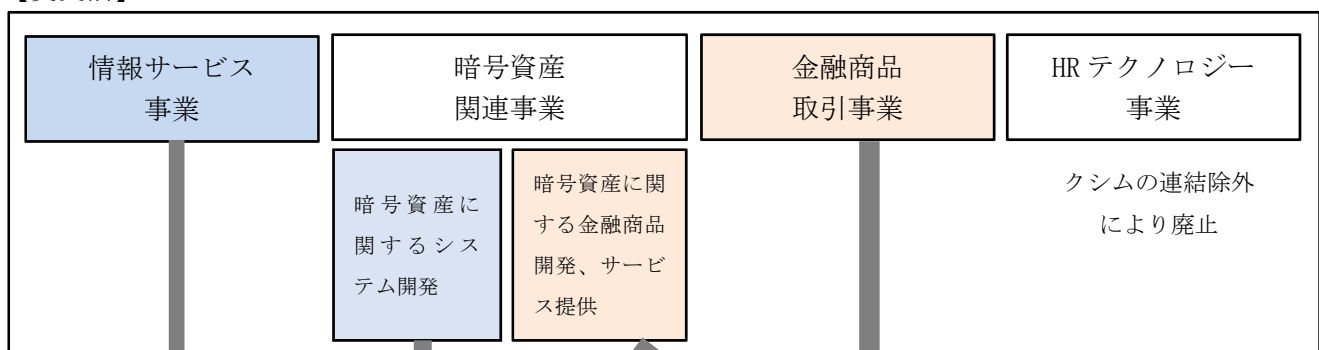 情報サービス
事業
暗号資産
関連事業
金融商品
取引事業
HRテクノロジー
事業
暗号資産に
関するシス
テム開発
暗号資産に関
する金融商品
開発、サービ
ス提供
クシムの連結除外
により廃止